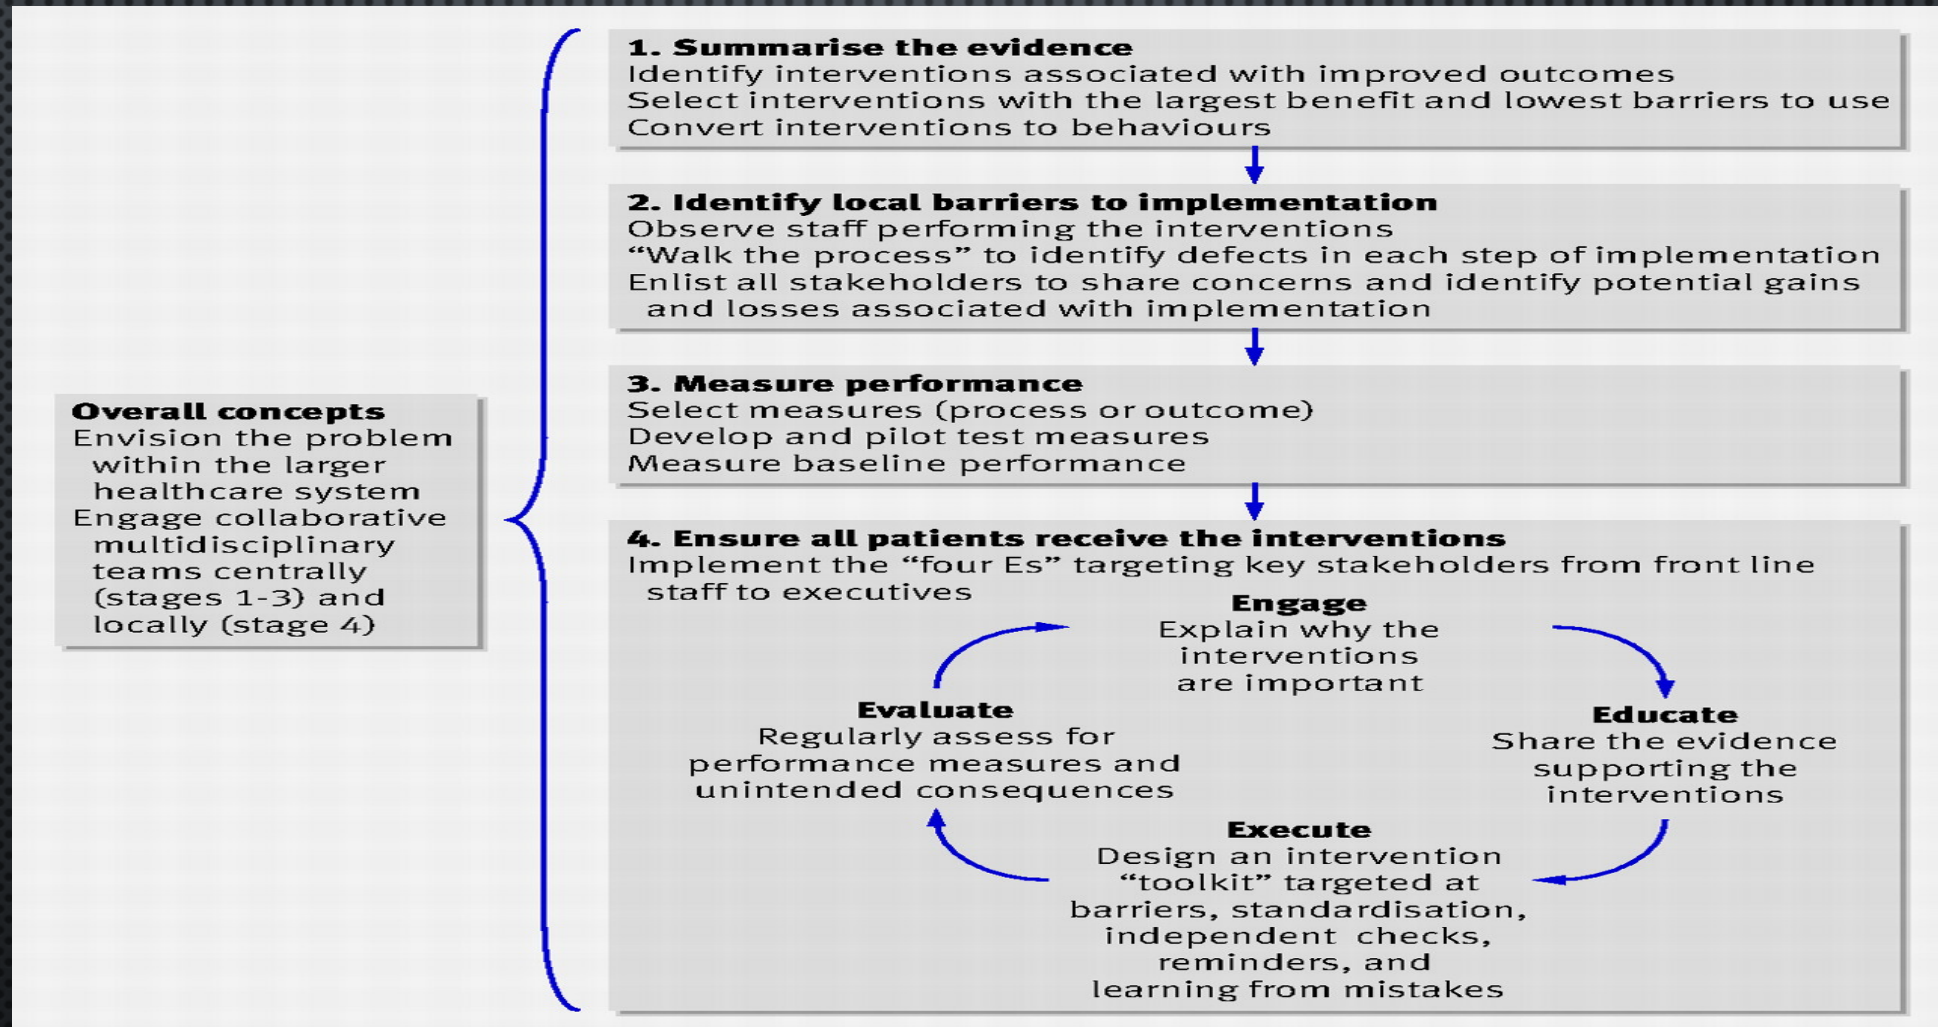 Overall concepts
Envision the problem
within the larger
healthcare system
Engage collaborative
multidisciplinary
teams centrally
(stages 1-3) and
locally (stage 4)
1. Summarise the evidence
Identify interventions associated with improved outcomes
Select interventions with the largest benefit and lowest barriers to use
Convert interventions to behaviours
2. Identify local barriers to implementation
Observe staff performing the interventions
“Walk the process” to identify defects in each step of implementation
Enlist all stakeholders to share concerns and identify potential gains
and losses associated with implementation
3. Measure performance
Select measures (process or outcome)
Develop and pilot test measures
Measure baseline performance
4. Ensure all patients receive the interventions
Implement the “four Es” targeting key stakeholders from front line
staff to executives
Engage
Explain why the
interventions
are important
Educate
Share the evidence
supporting the
interventions
Execute
Design an intervention
“toolkit” targeted at
barriers, standardisation,
independent checks,
reminders, and
learning from mistakes
Evaluate
Regularly assess for
performance measures and
unintended consequences